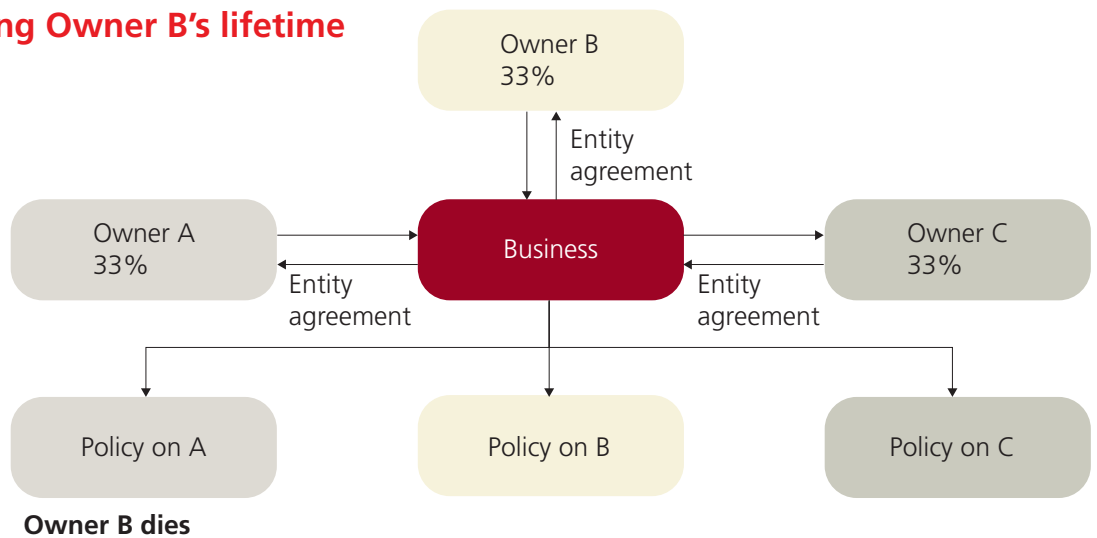 ng Owner B's lifetime
Owner B
33%
Entity
agreement
Owner A
33%
Business
Owner C
33%
Entity
agreement
Entity
agreement
Policy on A
Policy on B
Policy on C
Owner B dies